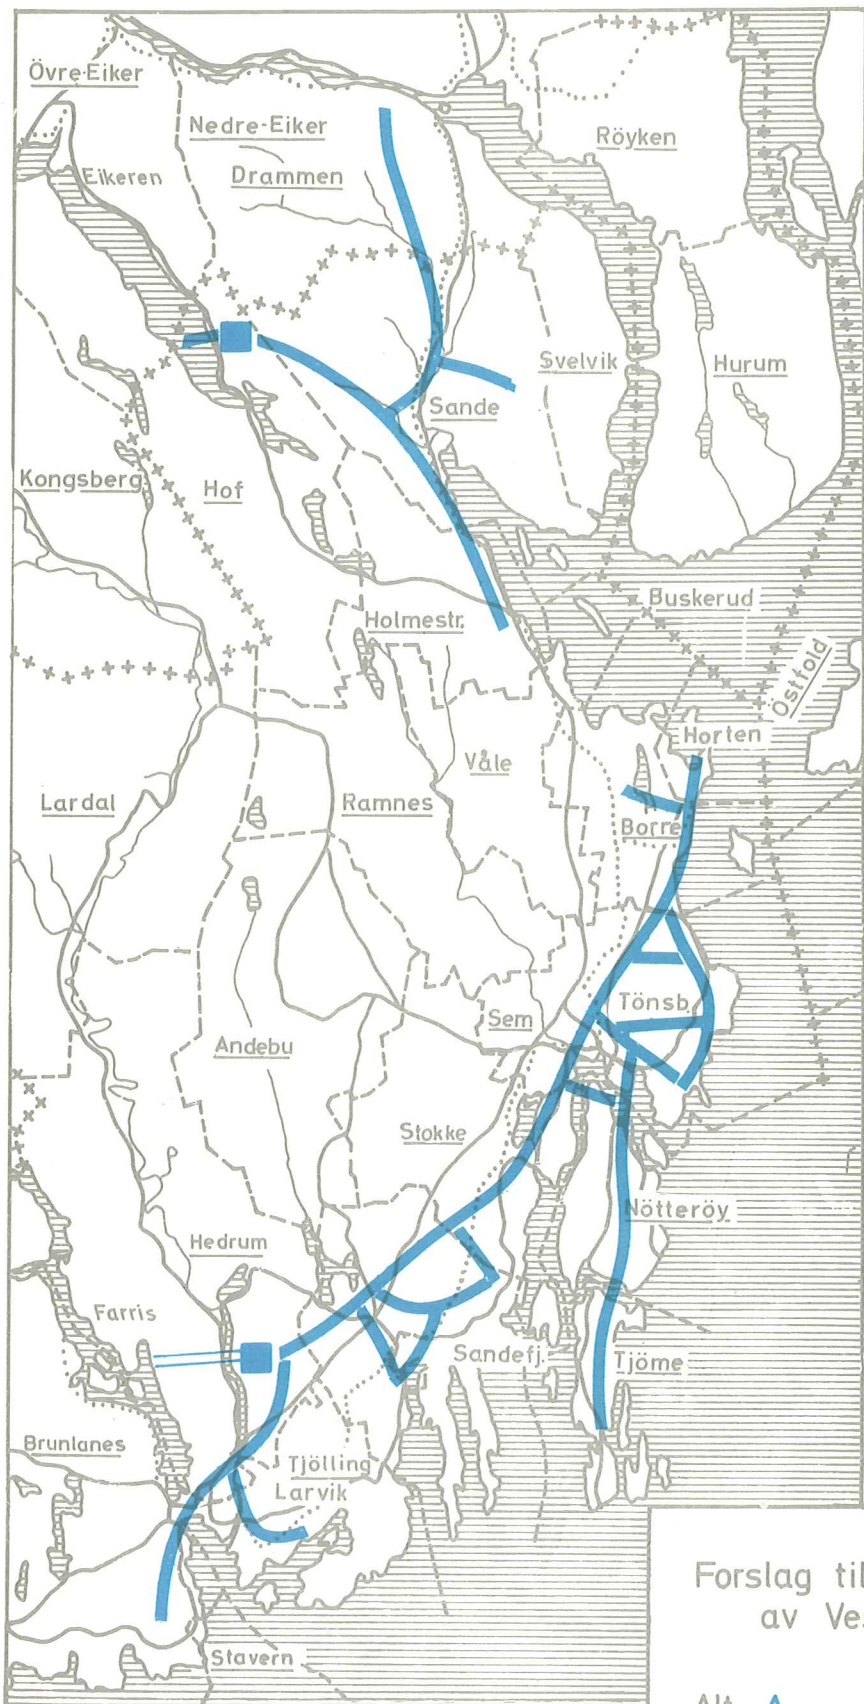 Övre-Eiker
Nedre-Eiker
Röyken
Eikeren
Drammen
Svelvik
Hurum
Sande
Kongsberg
Hof
Buskerud
Holmestr.
Östfold
Horten
Våle
Lardal
Ramnes
Borre
Tönsb.
Sem
Andebu
Stokke
Nötteröy
Hedrum
Farris
Sandefj.
Tjöme
Brunlanes
Tjölling
Larvik
Forslag til
av
Stavern
Alt. A